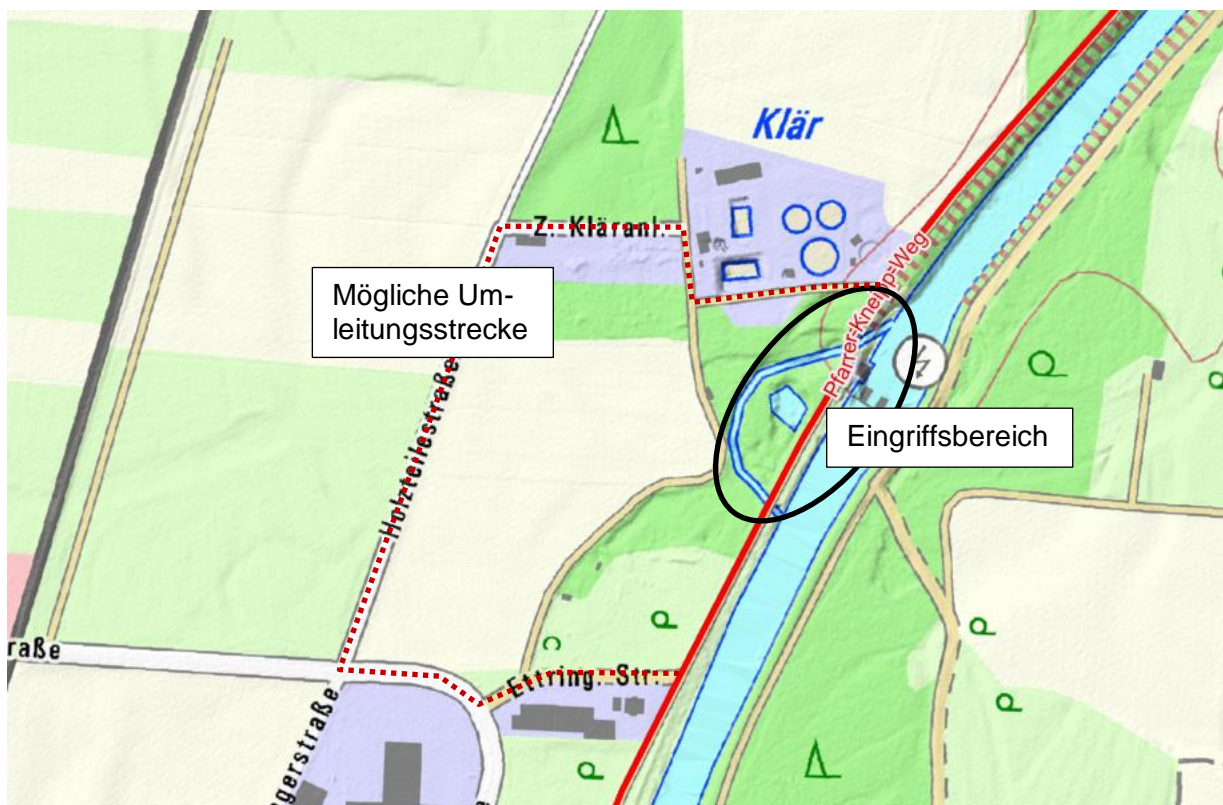 Klär
Z. Kläranl.
Mögliche Um-
leitungsstrecke
Pfarrer-Kneipp-Weg
Eingriffsbereich
Holzteilestraße
raße
Ettring. Str.
gerstraße